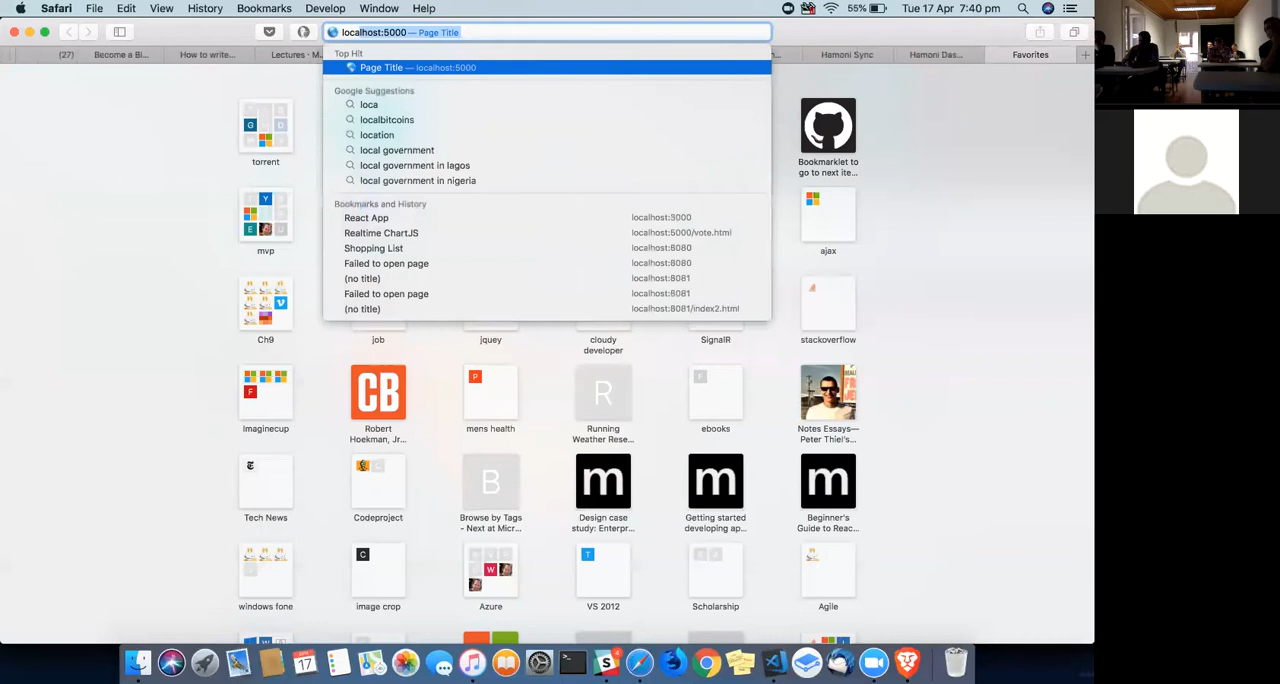 Safari File Edit View History Bookmarks Develop Window Help 55% Tue 17 Apr 7:40 pm
localhost:5000 — Page Title
(27) Become a Bi... How to write... Lectures - M... Hamoni Sync Hamoni Das... Favorites
Top Hit
Page Title — localhost:5000
Google Suggestions
loca
localbitcoins
location
local government
local government in lagos
local government in nigeria
Bookmarks and History
React App localhost:3000
Realtime ChartJS localhost:5000/vote.html
Shopping List localhost:8080
Failed to open page localhost:8080
(no title) localhost:8081
Failed to open page localhost:8081
(no title) localhost:8081/index2.html
torrent
Bookmarklet to
go to next ite...
mvp
ajax
Ch9
job
jquey
cloudy
developer
SignalR
stackoverflow
CB
R
Imaginecup
Robert
Hoekman, Jr...
mens health
Running
Weather Rese...
ebooks
Notes Essays—
Peter Thiel's...
B
m
m
m
Tech News
Codeproject
Browse by Tags
- Next at Micr...
Design case
study: Enterpr...
Getting started
developing ap...
Beginner's
Guide to Reac...
windows fone
image crop
Azure
VS 2012
Scholarship
Agile
17
4